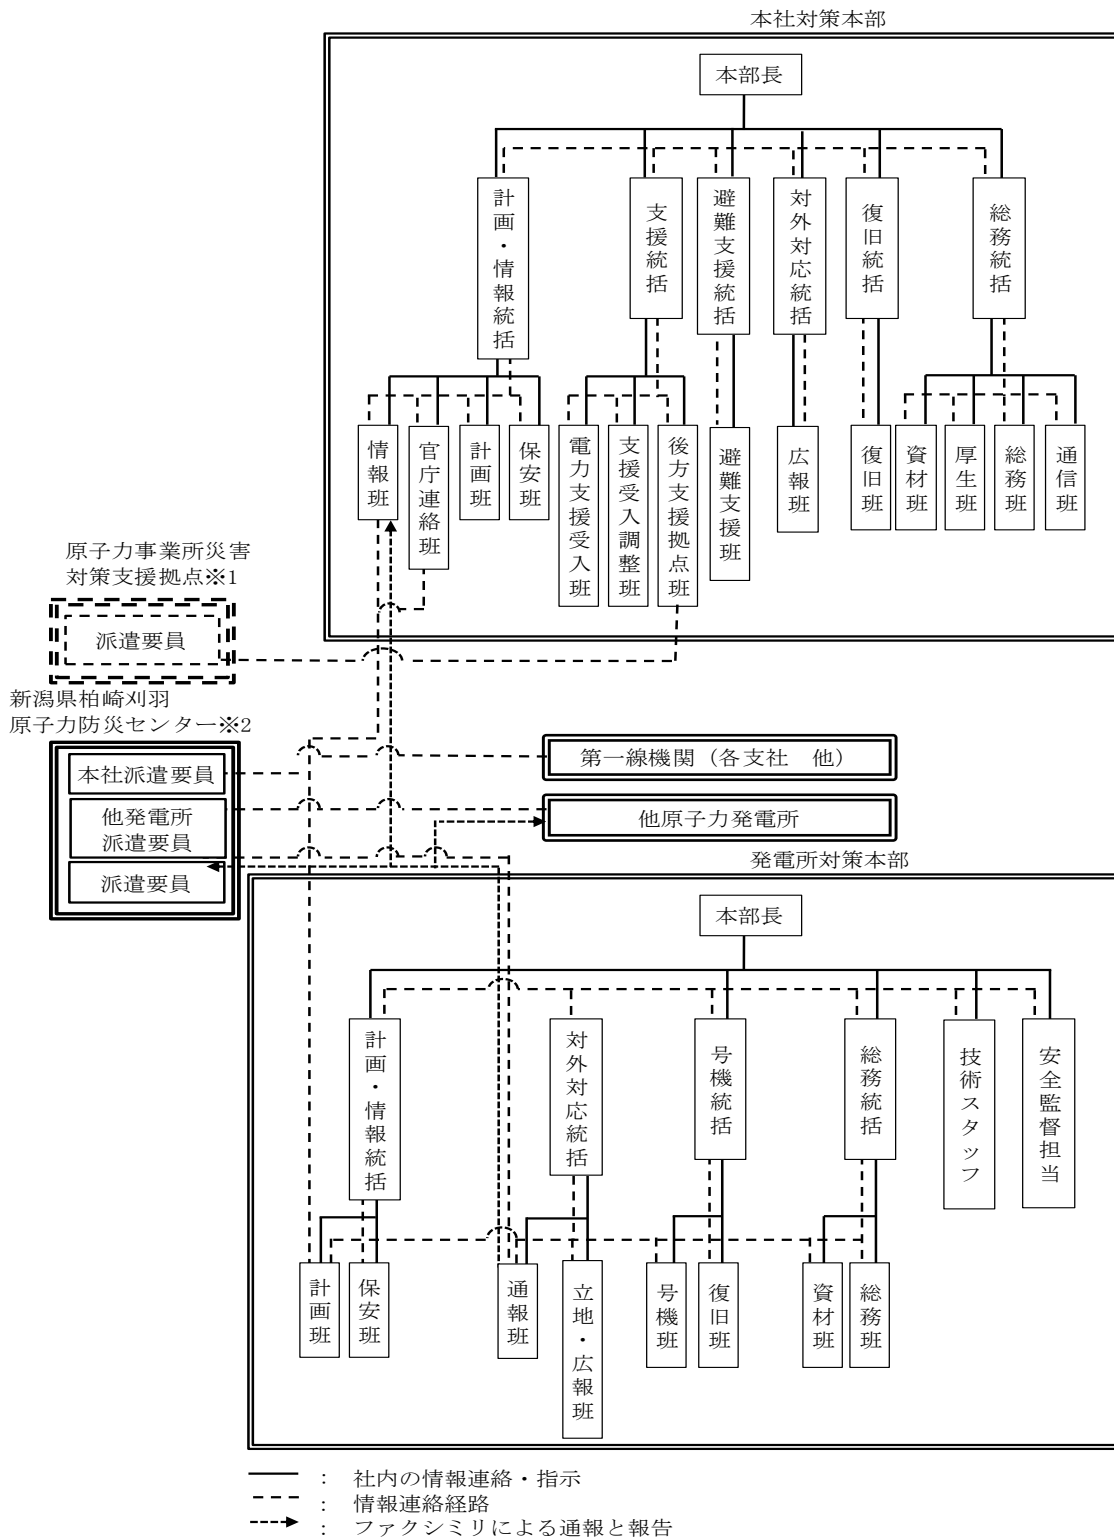 本社対策本部
本部長
計画・情報統括
支援統括
避難支援統括
対外対応統括
復旧統括
総務統括
情報班
官庁連絡班
計画班
保安班
電力支援受入班
支援受入調整班
後方支援拠点班
避難支援班
広報班
復旧班
資材班
厚生班
総務班
通信班
原子力事業所災害
対策支援拠点※1
派遣要員
新潟県柏崎刈羽
原子力防災センター※2
本社派遣要員
他発電所
派遣要員
派遣要員
第一線機関（各支社　他）
他原子力発電所
発電所対策本部
本部長
計画・情報統括
対外対応統括
号機統括
総務統括
技術スタッフ
安全監督担当
計画班
保安班
通報班
立地・広報班
号機班
復旧班
資材班
総務班
： 社内の情報連絡・指示
： 情報連絡経路
： ファクシミリによる通報と報告